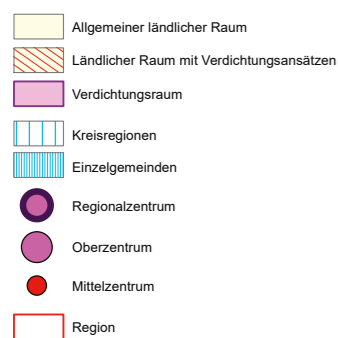 Allgemeiner ländlicher Raum
Ländlicher Raum mit Verdichtungsansätzen
Verdichtungsraum
Kreisregionen
Einzelgemeinden
Regionalzentrum
Oberzentrum
Mittelzentrum
Region